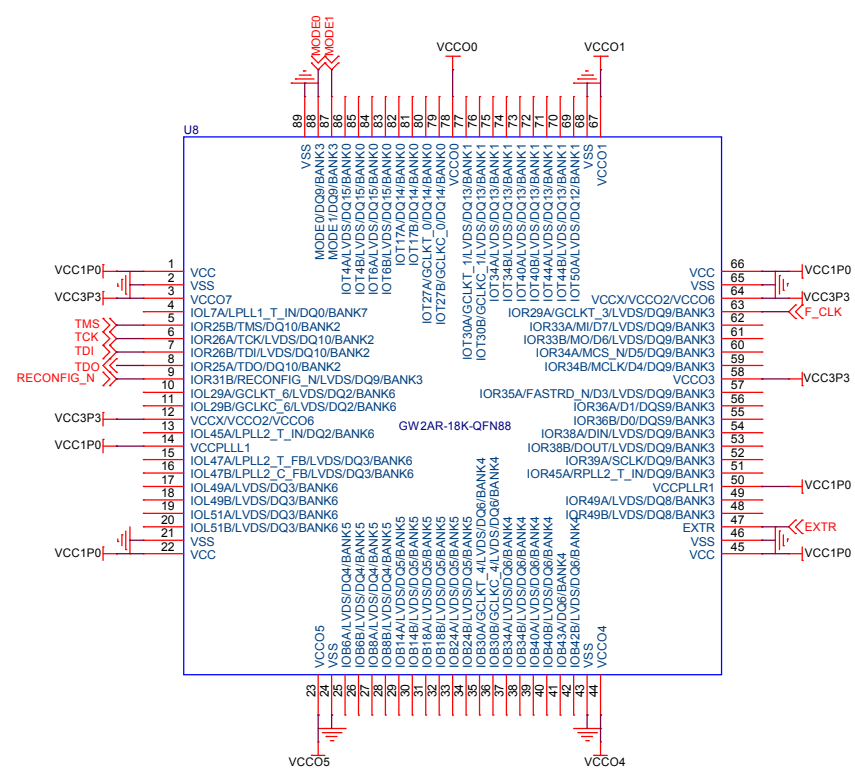 MODE0
MODE1
VCCO0
VCCO1
89
88
87
86
85
84
83
82
81
80
79
78
77
76
75
74
73
72
71
70
69
68
67
U8
VSS
MODE0/DQ9/BANK3
MODE1/DQ9/BANK3
IOT4A/LVDS/DQ15/BANK0
IOT4B/LVDS/DQ15/BANK0
IOT6A/LVDS/DQ15/BANK0
IOT6B/LVDS/DQ15/BANK0
IOT17A/DQ14/BANK0
IOT17B/DQ14/BANK0
IOT27A/GCLKT_0/DQ14/BANK0
IOT27B/GCLKC_0/DQ14/BANK0
VCCO0
IOT30A/GCLKT_1/LVDS/DQ13/BANK1
IOT30B/GCLKC_1/LVDS/DQ13/BANK1
IOT34A/LVDS/DQ13/BANK1
IOT34B/LVDS/DQ13/BANK1
IOT40A/LVDS/DQ13/BANK1
IOT40B/LVDS/DQ13/BANK1
IOT44A/LVDS/DQ13/BANK1
IOT44B/LVDS/DQ13/BANK1
IOT50A/LVDS/DQ12/BANK1
VSS
VCCO1
VCC1P0 1 VCC
2 VSS
VCC3P3 3 VCCO7
4 IOL7A/LPLL1_T_IN/DQ0/BANK7
TMS 5 IOR25B/TMS/DQ10/BANK2
TCK 6 IOR26A/TCK/LVDS/DQ10/BANK2
TDI 7 IOR26B/TDI/LVDS/DQ10/BANK2
TDO 8 IOR25A/TDO/DQ10/BANK2
RECONFIG_N 9 IOR31B/RECONFIG_N/LVDS/DQ9/BANK3
10 IOL29A/GCLKT_6/LVDS/DQ2/BANK6
11 IOL29B/GCLKC_6/LVDS/DQ2/BANK6
VCC3P3 12 VCCX/VCCO2/VCCO6
13 IOL45A/LPLL2_T_IN/DQ2/BANK6
VCC1P0 14 VCCPLLL1
15 IOL47A/LPLL2_T_FB/LVDS/DQ3/BANK6
16 IOL47B/LPLL2_C_FB/LVDS/DQ3/BANK6
17 IOL49A/LVDS/DQ3/BANK6
18 IOL49B/LVDS/DQ3/BANK6
19 IOL51A/LVDS/DQ3/BANK6
20 IOL51B/LVDS/DQ3/BANK6
21 VSS
VCC1P0 22 VCC
GW2AR-18K-QFN88
VCC 66 VCC1P0
VSS 65
VCCX/VCCO2/VCCO6 64 VCC3P3
IOR29A/GCLKT_3/LVDS/DQ9/BANK3 63 F_CLK
IOR33A/MI/D7/LVDS/DQ9/BANK3 62
IOR33B/MO/D6/LVDS/DQ9/BANK3 61
IOR34A/MCS_N/D5/DQ9/BANK3 60
IOR34B/MCLK/D4/DQ9/BANK3 59
VCCO3 58 VCC3P3
IOR35A/FASTRD_N/D3/LVDS/DQ9/BANK3 57
IOR36A/D1/DQS9/BANK3 56
IOR36B/D0/DQS9/BANK3 55
IOR38A/DIN/LVDS/DQ9/BANK3 54
IOR38B/DOUT/LVDS/DQ9/BANK3 53
IOR39A/SCLK/DQ9/BANK3 52
IOR45A/RPLL2_T_IN/DQ9/BANK3 51
VCCPLLR1 50 VCC1P0
IOR49A/LVDS/DQ8/BANK3 49
IOR49B/LVDS/DQ8/BANK3 48
EXTR 47 EXTR
VSS 46
VCC 45 VCC1P0
VCCO5
VSS
IOB6A/LVDS/DQ4/BANK5
IOB6B/LVDS/DQ4/BANK5
IOB8A/LVDS/DQ4/BANK5
IOB8B/LVDS/DQ4/BANK5
IOB14A/LVDS/DQ5/BANK5
IOB14B/LVDS/DQ5/BANK5
IOB18A/LVDS/DQ5/BANK5
IOB18B/LVDS/DQ5/BANK5
IOB24A/LVDS/DQ5/BANK5
IOB24B/LVDS/DQ5/BANK5
IOB30A/GCLKT_4/LVDS/DQ6/BANK4
IOB30B/GCLKC_4/LVDS/DQ6/BANK4
IOB34A/LVDS/DQ6/BANK4
IOB34B/LVDS/DQ6/BANK4
IOB40A/LVDS/DQ6/BANK4
IOB40B/LVDS/DQ6/BANK4
IOB43A/DQ6/BANK4
IOB42B/LVDS/DQ6/BANK4
VSS
VCCO4
23
24
25
26
27
28
29
30
31
32
33
34
35
36
37
38
39
40
41
42
43
44
VCCO5
VCCO4